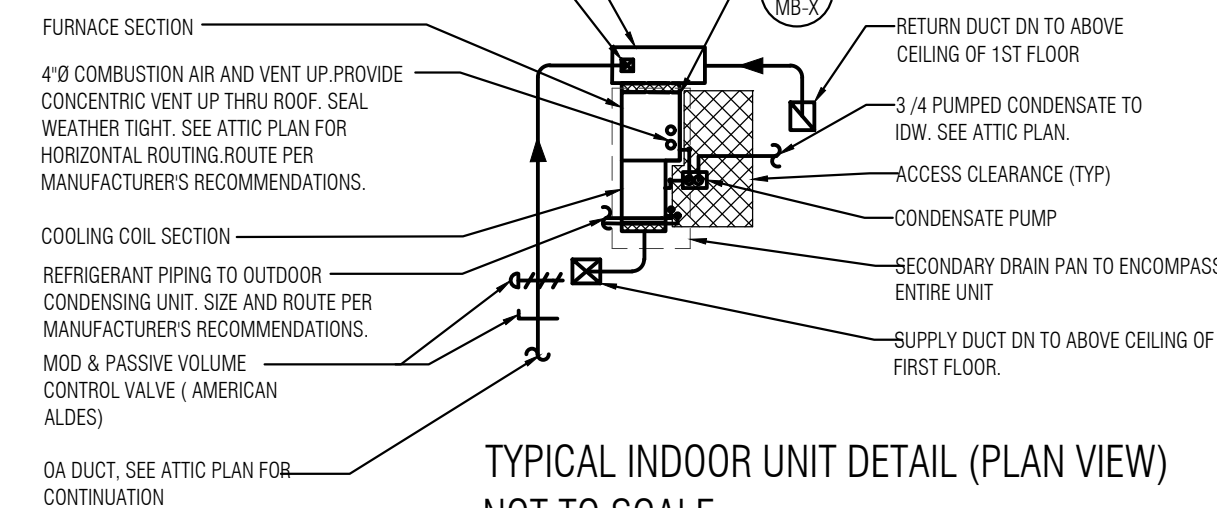 MB-X
FURNACE SECTION
4"Ø COMBUSTION AIR AND VENT UP.PROVIDE
CONCENTRIC VENT UP THRU ROOF. SEAL
WEATHER TIGHT. SEE ATTIC PLAN FOR
HORIZONTAL ROUTING.ROUTE PER
MANUFACTURER'S RECOMMENDATIONS.
COOLING COIL SECTION
REFRIGERANT PIPING TO OUTDOOR
CONDENSING UNIT. SIZE AND ROUTE PER
MANUFACTURER'S RECOMMENDATIONS.
MOD & PASSIVE VOLUME
CONTROL VALVE ( AMERICAN
ALDES)
OA DUCT, SEE ATTIC PLAN FOR
CONTINUATION
RETURN DUCT DN TO ABOVE
CEILING OF 1ST FLOOR
3 /4 PUMPED CONDENSATE TO
IDW. SEE ATTIC PLAN.
ACCESS CLEARANCE (TYP)
CONDENSATE PUMP
SECONDARY DRAIN PAN TO ENCOMPASS
ENTIRE UNIT
SUPPLY DUCT DN TO ABOVE CEILING OF
FIRST FLOOR.
TYPICAL INDOOR UNIT DETAIL (PLAN VIEW)
NOT TO SCALE